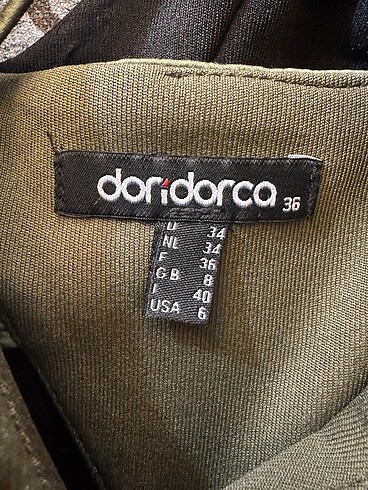 doridorca 36
D 34
NL 34
F 36
GB 8
I 40
USA 6